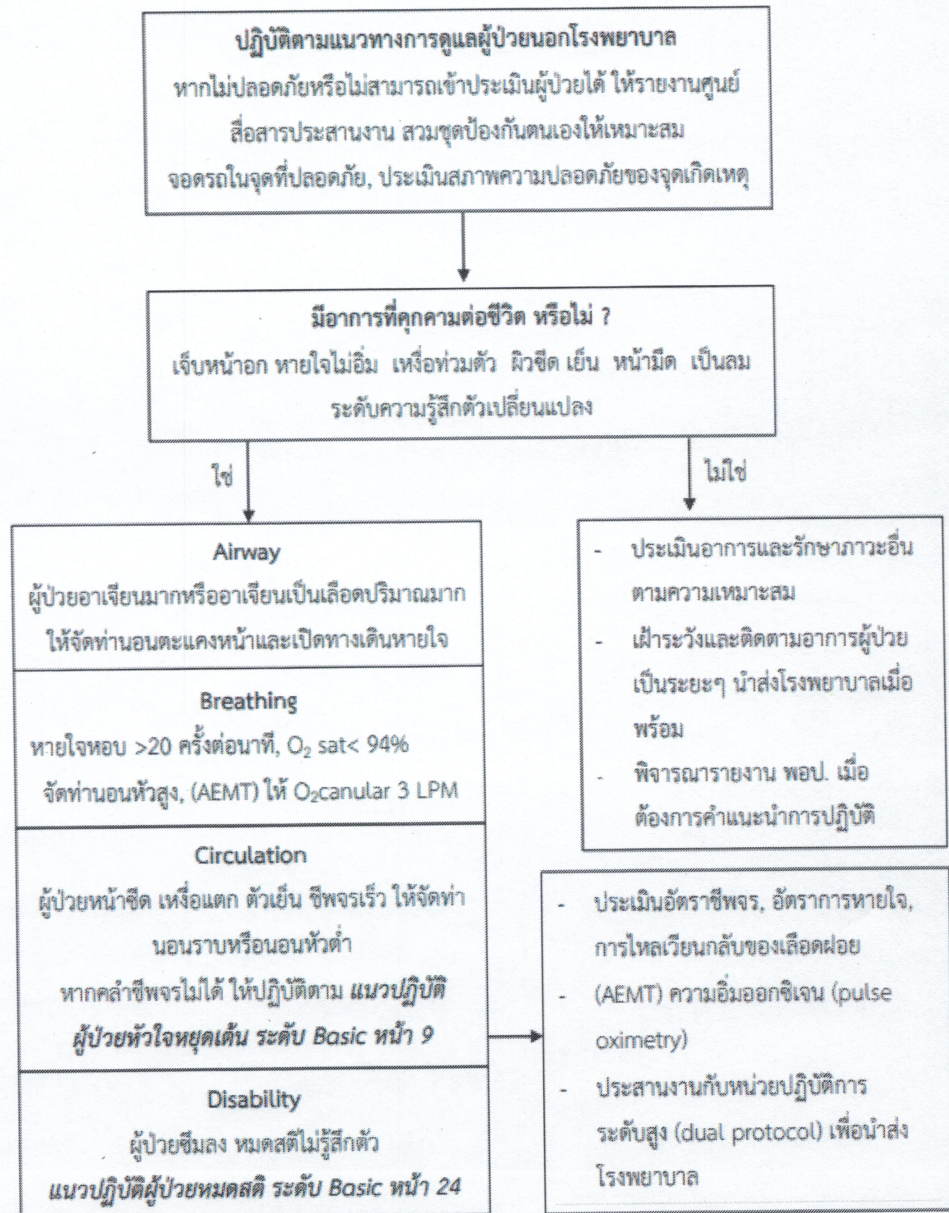 ปฏิบัติตามแนวทางการดูแลผู้ป่วยนอกโรงพยาบาล
หากไม่ปลอดภัยหรือไม่สามารถเข้าประเมินผู้ป่วยได้ ให้รายงานศูนย์
สื่อสารประสานงาน สวมชุดป้องกันตนเองให้เหมาะสม
จอดรถในจุดที่ปลอดภัย, ประเมินสภาพความปลอดภัยของจุดเกิดเหตุ
มีอาการที่คุกคามต่อชีวิต หรือไม่ ?
เจ็บหน้าอก หายใจไม่อิ่ม เหงื่อท่วมตัว ผิวซีด เย็น หน้ามืด เป็นลม
ระดับความรู้สึกตัวเปลี่ยนแปลง
ใช่
ไม่ใช่
Airway
ผู้ป่วยอาเจียนมากหรืออาเจียนเป็นเลือดปริมาณมาก
ให้จัดท่านอนตะแคงหน้าและเปิดทางเดินหายใจ
Breathing
หายใจหอบ >20 ครั้งต่อนาที, O₂ sat< 94%
จัดท่านอนหัวสูง, (AEMT) ให้ O₂canular 3 LPM
Circulation
ผู้ป่วยหน้าซีด เหงื่อแตก ตัวเย็น ชีพจรเร็ว ให้จัดท่า
นอนราบหรือนอนหัวต่ำ
หากคลำชีพจรไม่ได้ ให้ปฏิบัติตาม แนวปฏิบัติ
ผู้ป่วยหัวใจหยุดเต้น ระดับ Basic หน้า 9
Disability
ผู้ป่วยซึมลง หมดสติไม่รู้สึกตัว
แนวปฏิบัติผู้ป่วยหมดสติ ระดับ Basic หน้า 24
- ประเมินอาการและรักษาภาวะอื่น
ตามความเหมาะสม
- เฝ้าระวังและติดตามอาการผู้ป่วย
เป็นระยะๆ นำส่งโรงพยาบาลเมื่อ
พร้อม
- พิจารณารายงาน พอป. เมื่อ
ต้องการคำแนะนำการปฏิบัติ
- ประเมินอัตราชีพจร, อัตราการหายใจ,
การไหลเวียนกลับของเลือดฝอย
- (AEMT) ความอิ่มออกซิเจน (pulse
oximetry)
- ประสานงานกับหน่วยปฏิบัติการ
ระดับสูง (dual protocol) เพื่อนำส่ง
โรงพยาบาล